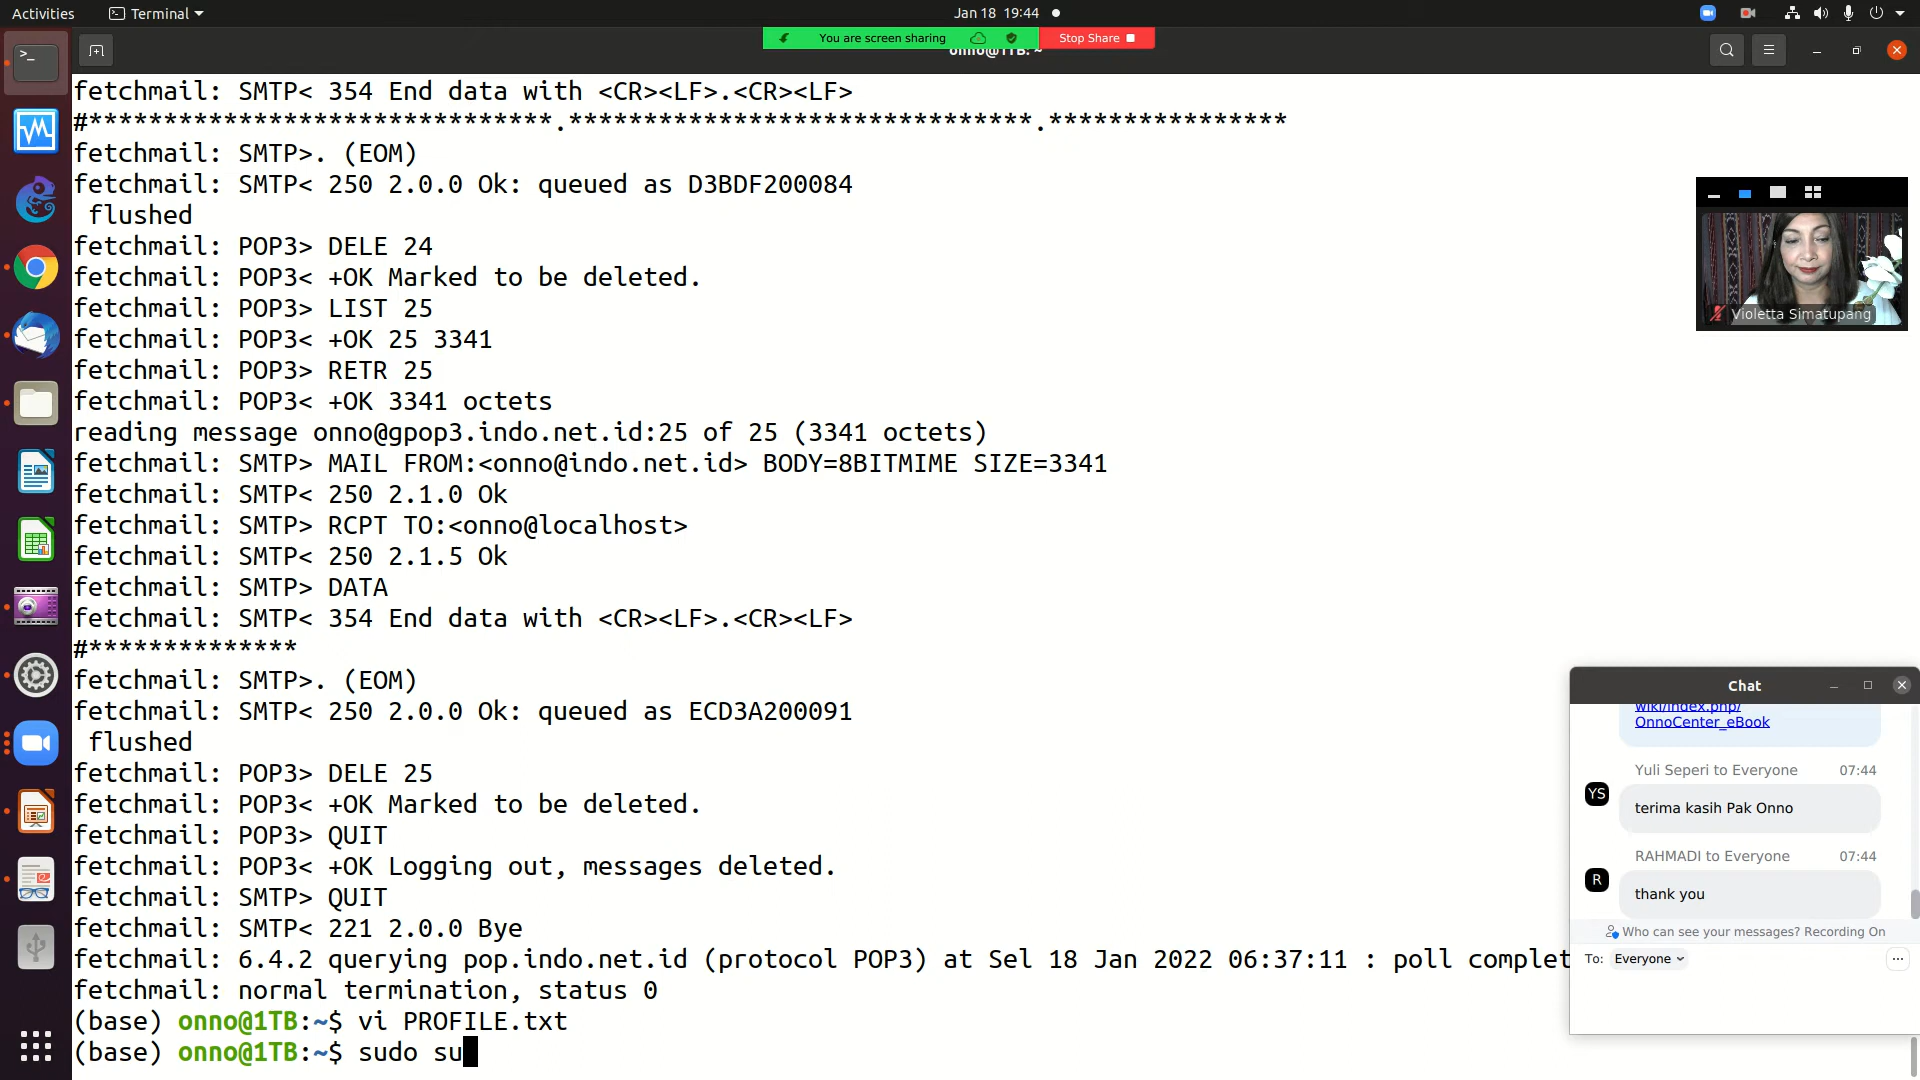 Activities
Terminal
Jan 18 19:44
You are screen sharing
Stop Share
onno@1TB: ~
fetchmail: SMTP< 354 End data with <CR><LF>.<CR><LF>
#*******************************.*******************************.****************
fetchmail: SMTP>. (EOM)
fetchmail: SMTP< 250 2.0.0 Ok: queued as D3BDF200084
flushed
fetchmail: POP3> DELE 24
fetchmail: POP3< +OK Marked to be deleted.
fetchmail: POP3> LIST 25
fetchmail: POP3< +OK 25 3341
fetchmail: POP3> RETR 25
fetchmail: POP3< +OK 3341 octets
reading message onno@gpop3.indo.net.id:25 of 25 (3341 octets)
fetchmail: SMTP> MAIL FROM:<onno@indo.net.id> BODY=8BITMIME SIZE=3341
fetchmail: SMTP< 250 2.1.0 Ok
fetchmail: SMTP> RCPT TO:<onno@localhost>
fetchmail: SMTP< 250 2.1.5 Ok
fetchmail: SMTP> DATA
fetchmail: SMTP< 354 End data with <CR><LF>.<CR><LF>
#**************
fetchmail: SMTP>. (EOM)
fetchmail: SMTP< 250 2.0.0 Ok: queued as ECD3A200091
flushed
fetchmail: POP3> DELE 25
fetchmail: POP3< +OK Marked to be deleted.
fetchmail: POP3> QUIT
fetchmail: POP3< +OK Logging out, messages deleted.
fetchmail: SMTP> QUIT
fetchmail: SMTP< 221 2.0.0 Bye
fetchmail: 6.4.2 querying pop.indo.net.id (protocol POP3) at Sel 18 Jan 2022 06:37:11 : poll complet
fetchmail: normal termination, status 0
(base) onno@1TB:~$ vi PROFILE.txt
(base) onno@1TB:~$ sudo su
Violetta Simatupang
Chat
wiki/index.php/
OnnoCenter_eBook
Yuli Seperi to Everyone 07:44
YS
terima kasih Pak Onno
RAHMADI to Everyone 07:44
R
thank you
Who can see your messages? Recording On
To: Everyone